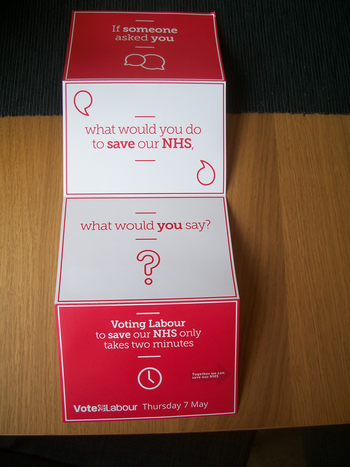 If someone
asked you
what would you do
to save our NHS,
what would you say?
?
Voting Labour
to save our NHS only
takes two minutes
Together we can
save our NHS
Vote Labour Thursday 7 May